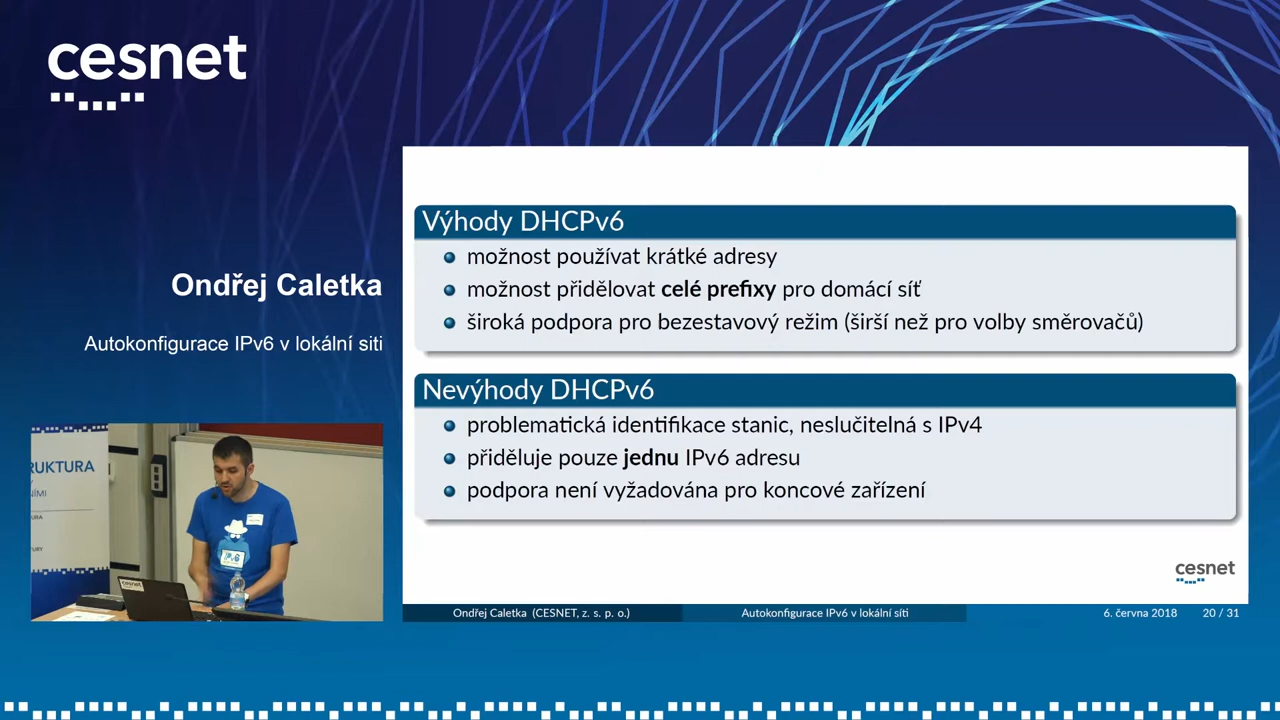 cesnet
Ondřej Caletka
Autokonfigurace IPv6 v lokální siti
Výhody DHCPv6
možnost používat krátké adresy
možnost přidělovat celé prefixy pro domácí síť
široká podpora pro bezestavový režim (širší než pro volby směrovačů)
Nevýhody DHCPv6
problematická identifikace stanic, neslučitelná s IPv4
přiděluje pouze jednu IPv6 adresu
podpora není vyžadována pro koncové zařízení
cesnet
Ondřej Caletka (CESNET, z. s. p. o.)
Autokonfigurace IPv6 v lokální síti
6. června 2018
20 / 31
RUKTURA
cesnet
IPv6